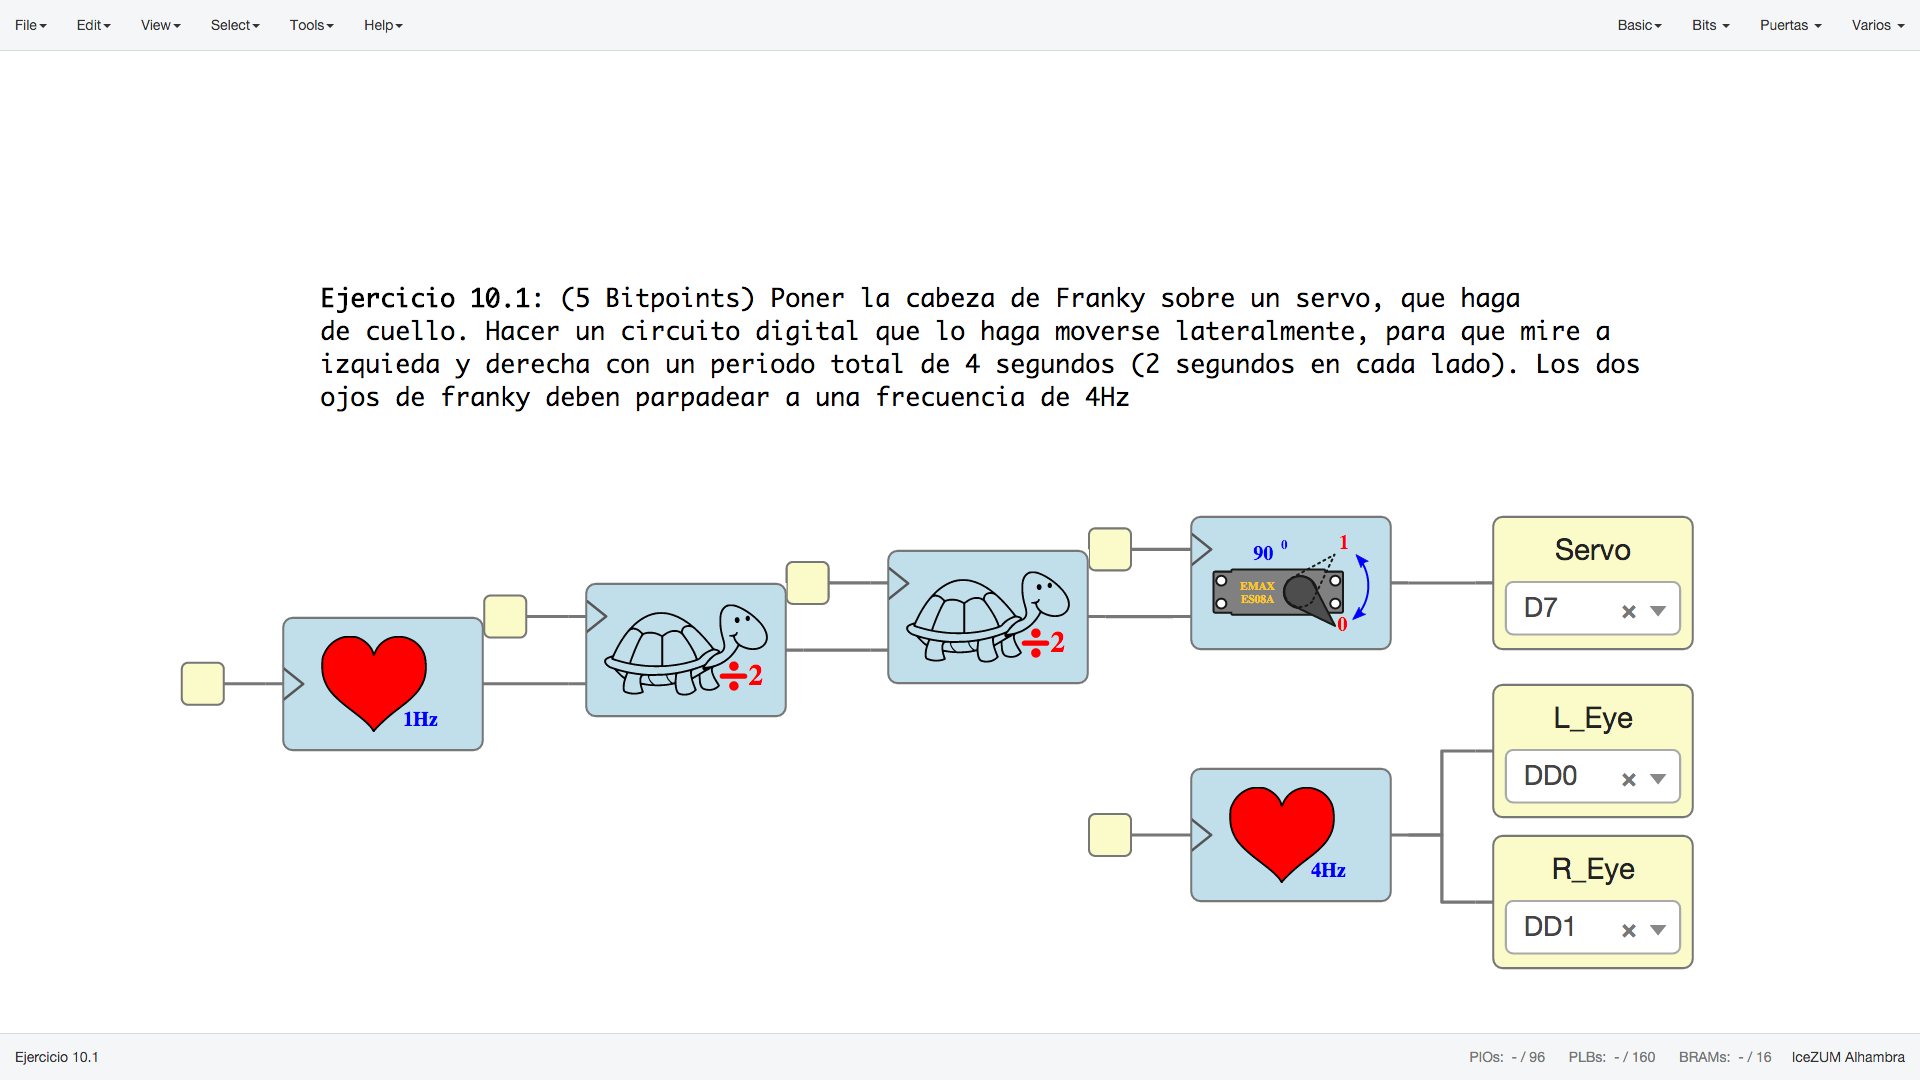 File Edit View Select Tools Help Basic Bits Puertas Varios
Ejercicio 10.1: (5 Bitpoints) Poner la cabeza de Franky sobre un servo, que haga
de cuello. Hacer un circuito digital que lo haga moverse lateralmente, para que mire a
izquieda y derecha con un periodo total de 4 segundos (2 segundos en cada lado). Los dos
ojos de franky deben parpadear a una frecuencia de 4Hz
1Hz
÷2
÷2
90 0
1
EMAX
ES08A
0
Servo
D7
4Hz
L_Eye
DD0
R_Eye
DD1
Ejercicio 10.1 PIOs: - / 96 PLBs: - / 160 BRAMs: - / 16 IceZUM Alhambra